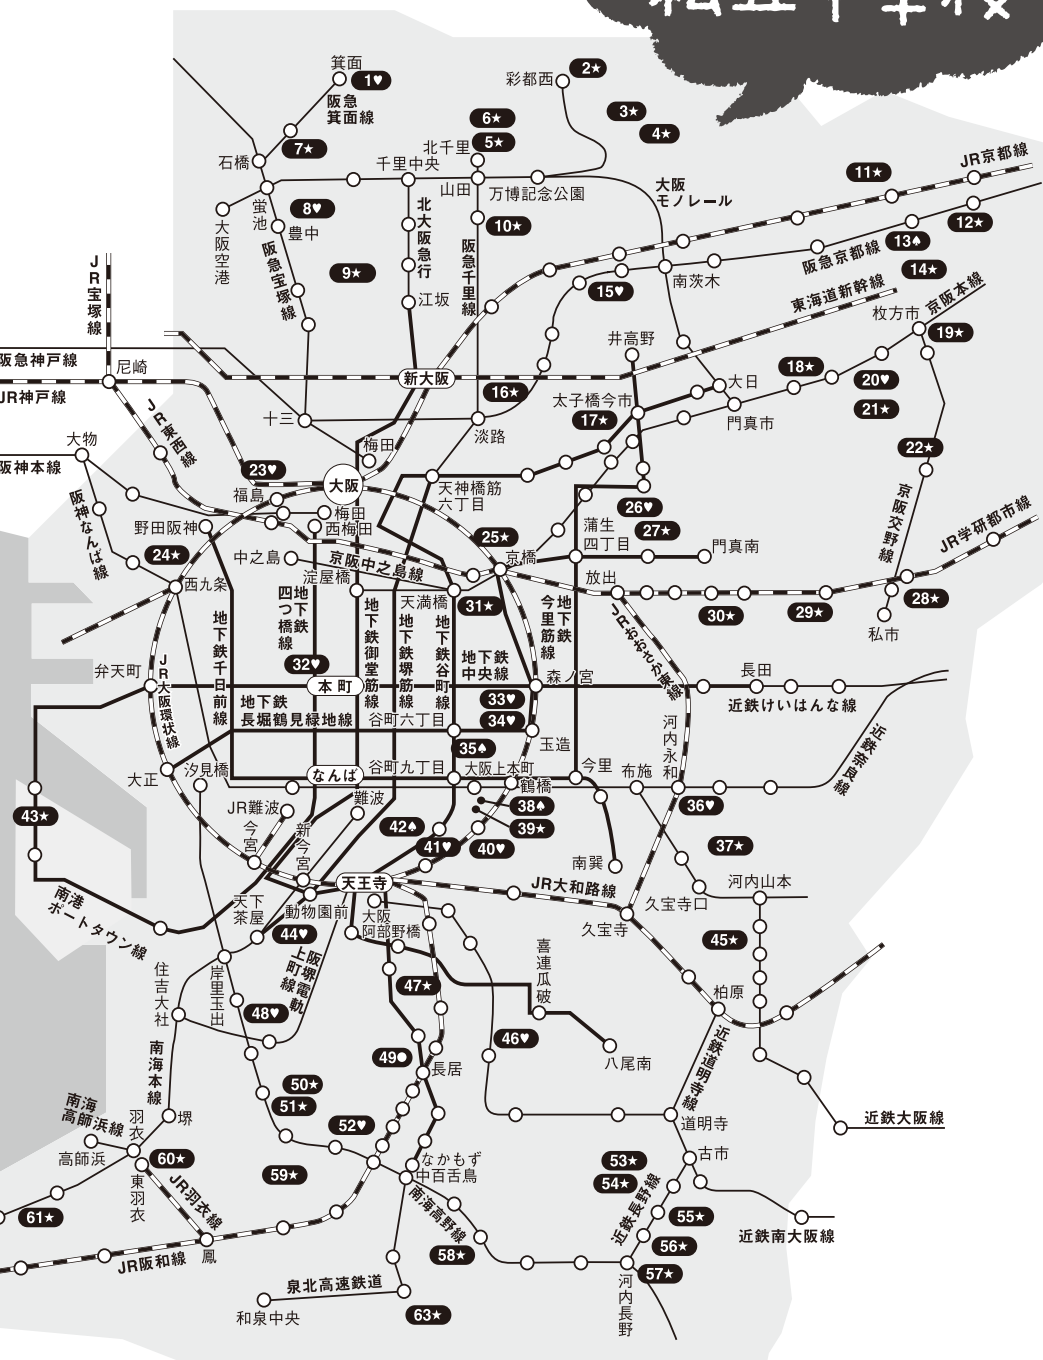 箕面
1♥
阪急
箕面線
彩都西
2★
3★
4★
6★
5★
北千里
7★
石橋
千里中央
山田
万博記念公園
大阪
モノレール
JR京都線
11★
蛍池
8♥
豊中
大阪空港
北大阪急行
阪急千里線
10★
12★
13♠
阪急京都線
14★
JR宝塚線
阪急宝塚線
9★
江坂
15♥
南茨木
東海道新幹線
京阪本線
枚方市
19★
阪急神戸線
尼崎
新大阪
井高野
JR神戸線
16★
18★
20♥
大日
太子橋今市
21★
17★
門真市
JR東西線
十三
淡路
大物
梅田
22★
阪神本線
23♥
大阪
福島
天神橋筋
六丁目
阪神なんば線
梅田
西梅田
野田阪神
26♥
蒲生
四丁目
27★
京阪交野線
JR学研都市線
25★
24★
中之島
京阪中之島線
京橋
門真南
西九条
淀屋橋
放出
地下鉄
四つ橋線
天満橋
31★
28★
29★
30★
私市
地下鉄千日前線
地下鉄御堂筋線
地下鉄堺筋線
地下鉄谷町線
地下鉄
今里筋線
JRおおさか東線
弁天町
32♥
地下鉄
中央線
JR大阪環状線
本町
森ノ宮
長田
地下鉄
長堀鶴見緑地線
33♥
34♥
近鉄けいはんな線
谷町六丁目
河内永和
35♠
玉造
近鉄奈良線
大正
汐見橋
なんば
谷町九丁目
大阪上本町
今里
布施
鶴橋
JR難波
難波
38♠
36♥
43★
39★
今宮
新今宮
42♠
41♥
40♥
37★
南巽
天王寺
JR大和路線
河内山本
南港
ポートタウン線
天下
茶屋
動物園前
大阪
阿部野橋
久宝寺口
久宝寺
44♥
45★
喜連瓜破
阪堺電軌
上町線
住吉大社
岸里玉出
47★
柏原
48♥
46♥
近鉄道明寺線
八尾南
南海本線
49●
長居
50★
51★
南海
高師浜線
羽衣
堺
道明寺
近鉄大阪線
52♥
高師浜
60★
東羽衣
なかもず
中百舌鳥
古市
53★
54★
59★
近鉄長野線
JR羽衣線
南海高野線
61★
55★
近鉄南大阪線
鳳
58★
56★
JR阪和線
57★
泉北高速鉄道
河内長野
和泉中央
63★